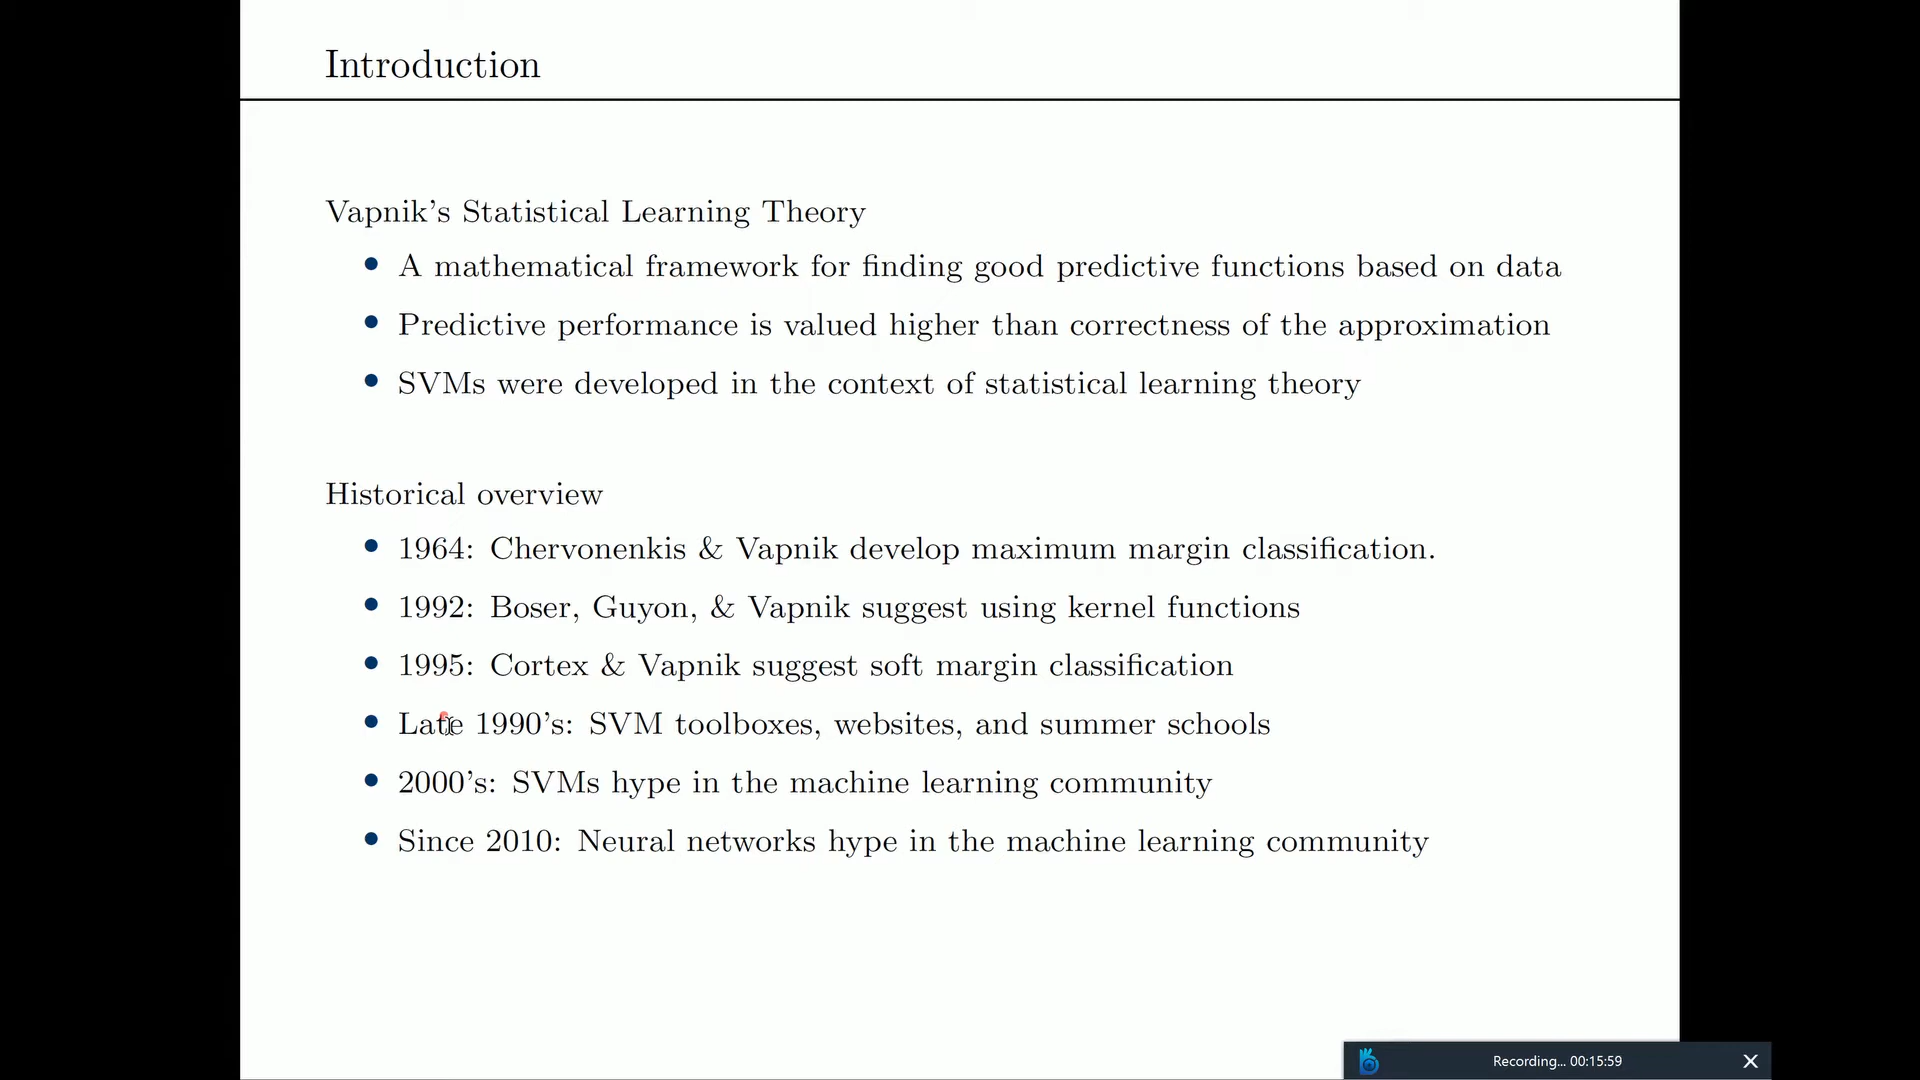 Introduction
Vapnik's Statistical Learning Theory
• A mathematical framework for finding good predictive functions based on data
• Predictive performance is valued higher than correctness of the approximation
• SVMs were developed in the context of statistical learning theory
Historical overview
• 1964: Chervonenkis & Vapnik develop maximum margin classification.
• 1992: Boser, Guyon, & Vapnik suggest using kernel functions
• 1995: Cortex & Vapnik suggest soft margin classification
• Late 1990's: SVM toolboxes, websites, and summer schools
• 2000's: SVMs hype in the machine learning community
• Since 2010: Neural networks hype in the machine learning community
Recording... 00:15:59